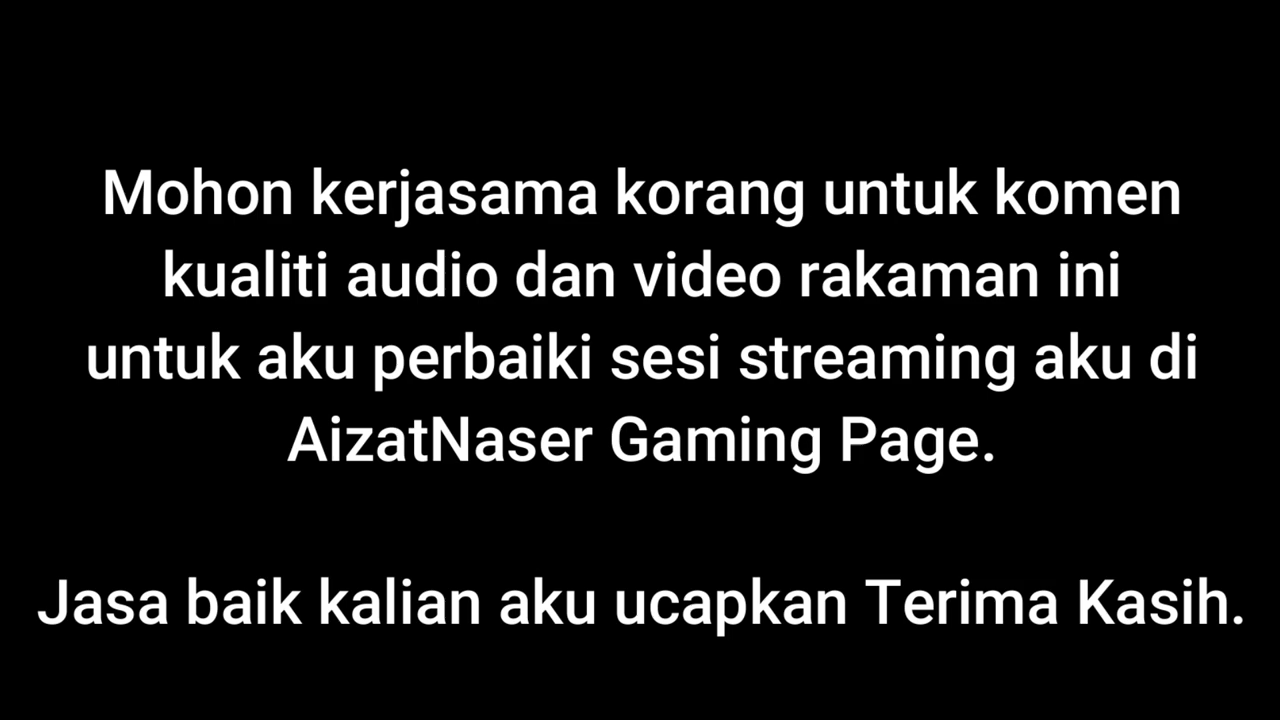 Mohon kerjasama korang untuk komen
kualiti audio dan video rakaman ini
untuk aku perbaiki sesi streaming aku di
AizatNaser Gaming Page.
Jasa baik kalian aku ucapkan Terima Kasih.